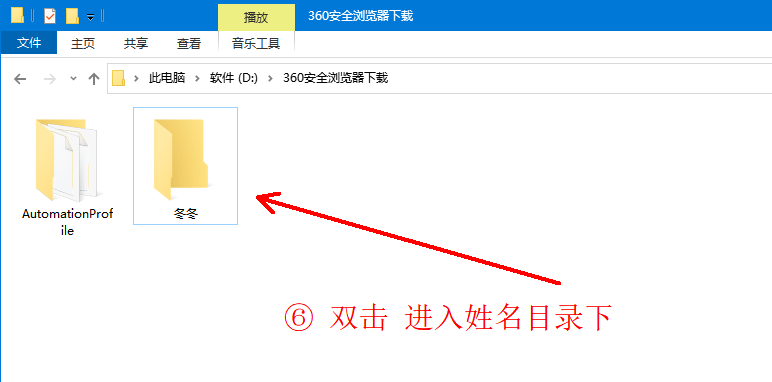 播放
360安全浏览器下载
文件
主页
共享
查看
音乐工具
此电脑
软件 (D:)
360安全浏览器下载
AutomationProf
ile
冬冬
⑥ 双击 进入姓名目录下